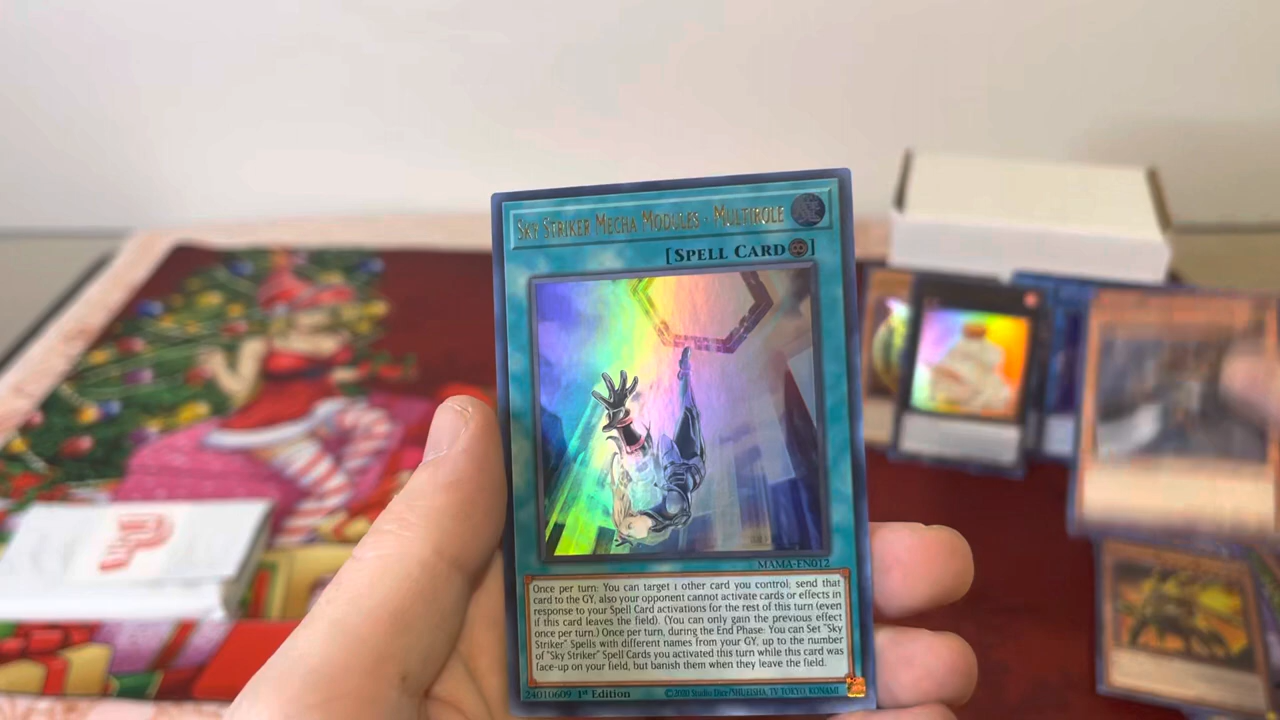 Sky Striker Mecha Modules - Multirole
[Spell Card]
MAMA-EN012
Once per turn: You can target 1 other card you control; send that
card to the GY, also your opponent cannot activate cards or effects in
response to your Spell Card activations for the rest of this turn (even
if this card leaves the field). (You can only gain the previous effect
once per turn.) Once per turn, during the End Phase: You can Set "Sky
Striker" Spells with different names from your GY, up to the number
of "Sky Striker" Spell Cards you activated this turn while this card was
face-up on your field, but banish them when they leave the field.
24010609 1st Edition ©2020 Studio Dice/SHUEISHA, TV TOKYO, KONAMI